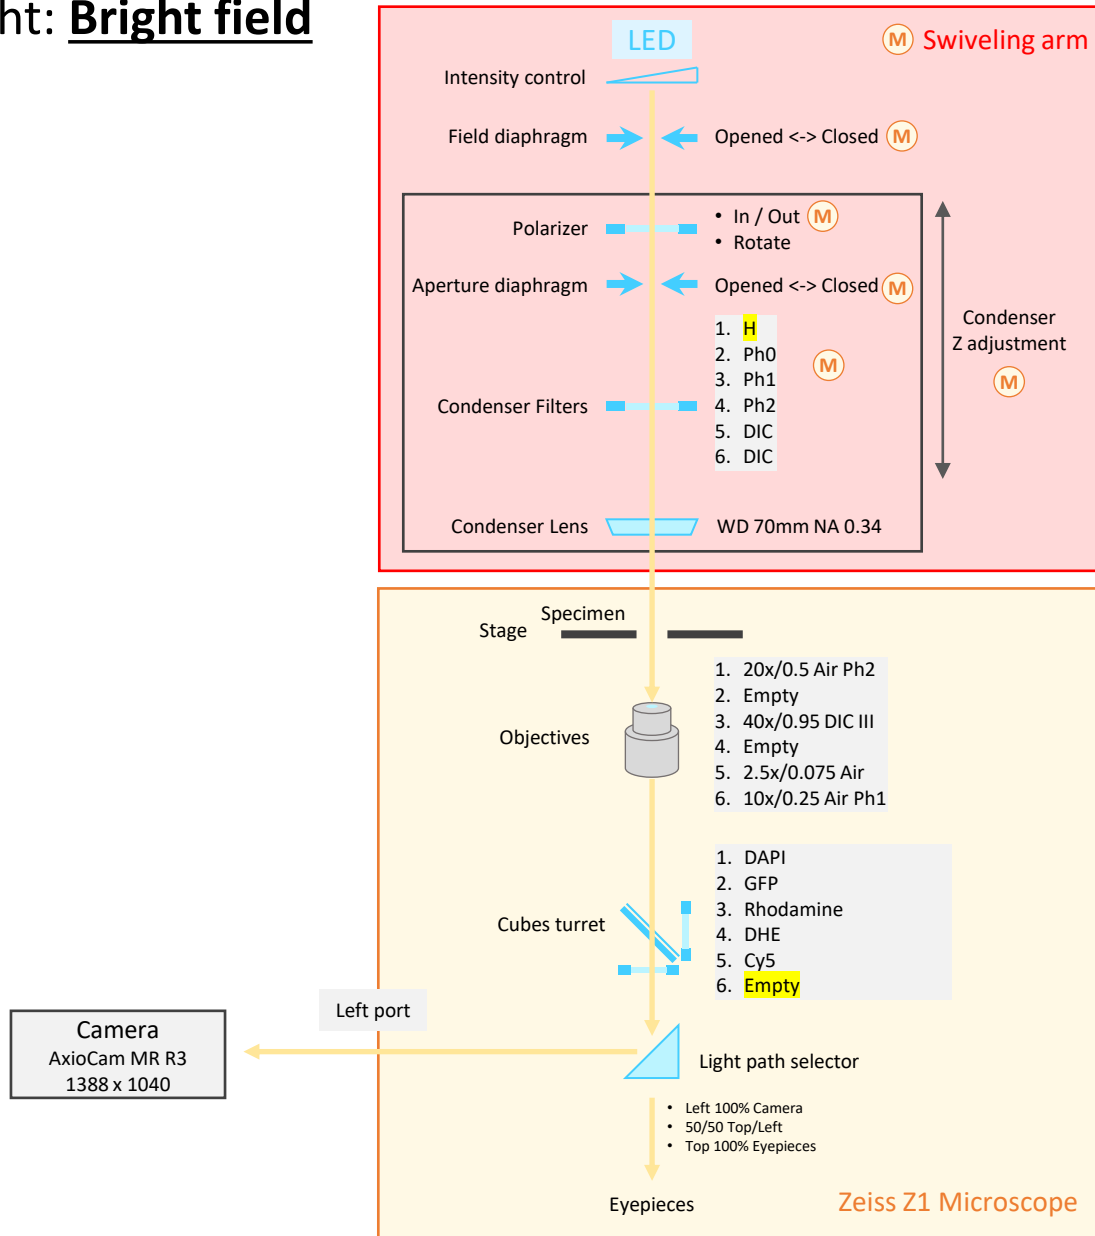 ht: Bright field
LED
M Swiveling arm
Intensity control
Field diaphragm
Opened <-> Closed M
Polarizer
• In / Out M
• Rotate
Aperture diaphragm
Opened <-> Closed M
1. H
2. Ph0
3. Ph1
4. Ph2
5. DIC
6. DIC
M
Condenser Filters
Condenser
Z adjustment
M
Condenser Lens
WD 70mm NA 0.34
Specimen
Stage
Objectives
1. 20x/0.5 Air Ph2
2. Empty
3. 40x/0.95 DIC III
4. Empty
5. 2.5x/0.075 Air
6. 10x/0.25 Air Ph1
Cubes turret
1. DAPI
2. GFP
3. Rhodamine
4. DHE
5. Cy5
6. Empty
Left port
Camera
AxioCam MR R3
1388 x 1040
Light path selector
• Left 100% Camera
• 50/50 Top/Left
• Top 100% Eyepieces
Eyepieces
Zeiss Z1 Microscope